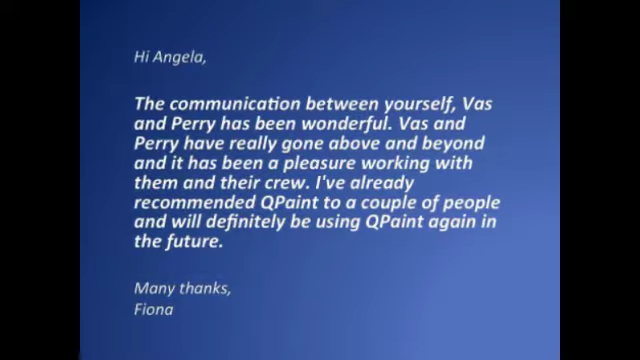 Hi Angela,
The communication between yourself, Vas
and Perry has been wonderful. Vas and
Perry have really gone above and beyond
and it has been a pleasure working with
them and their crew. I've already
recommended QPaint to a couple of people
and will definitely be using QPaint again in
the future.
Many thanks,
Fiona